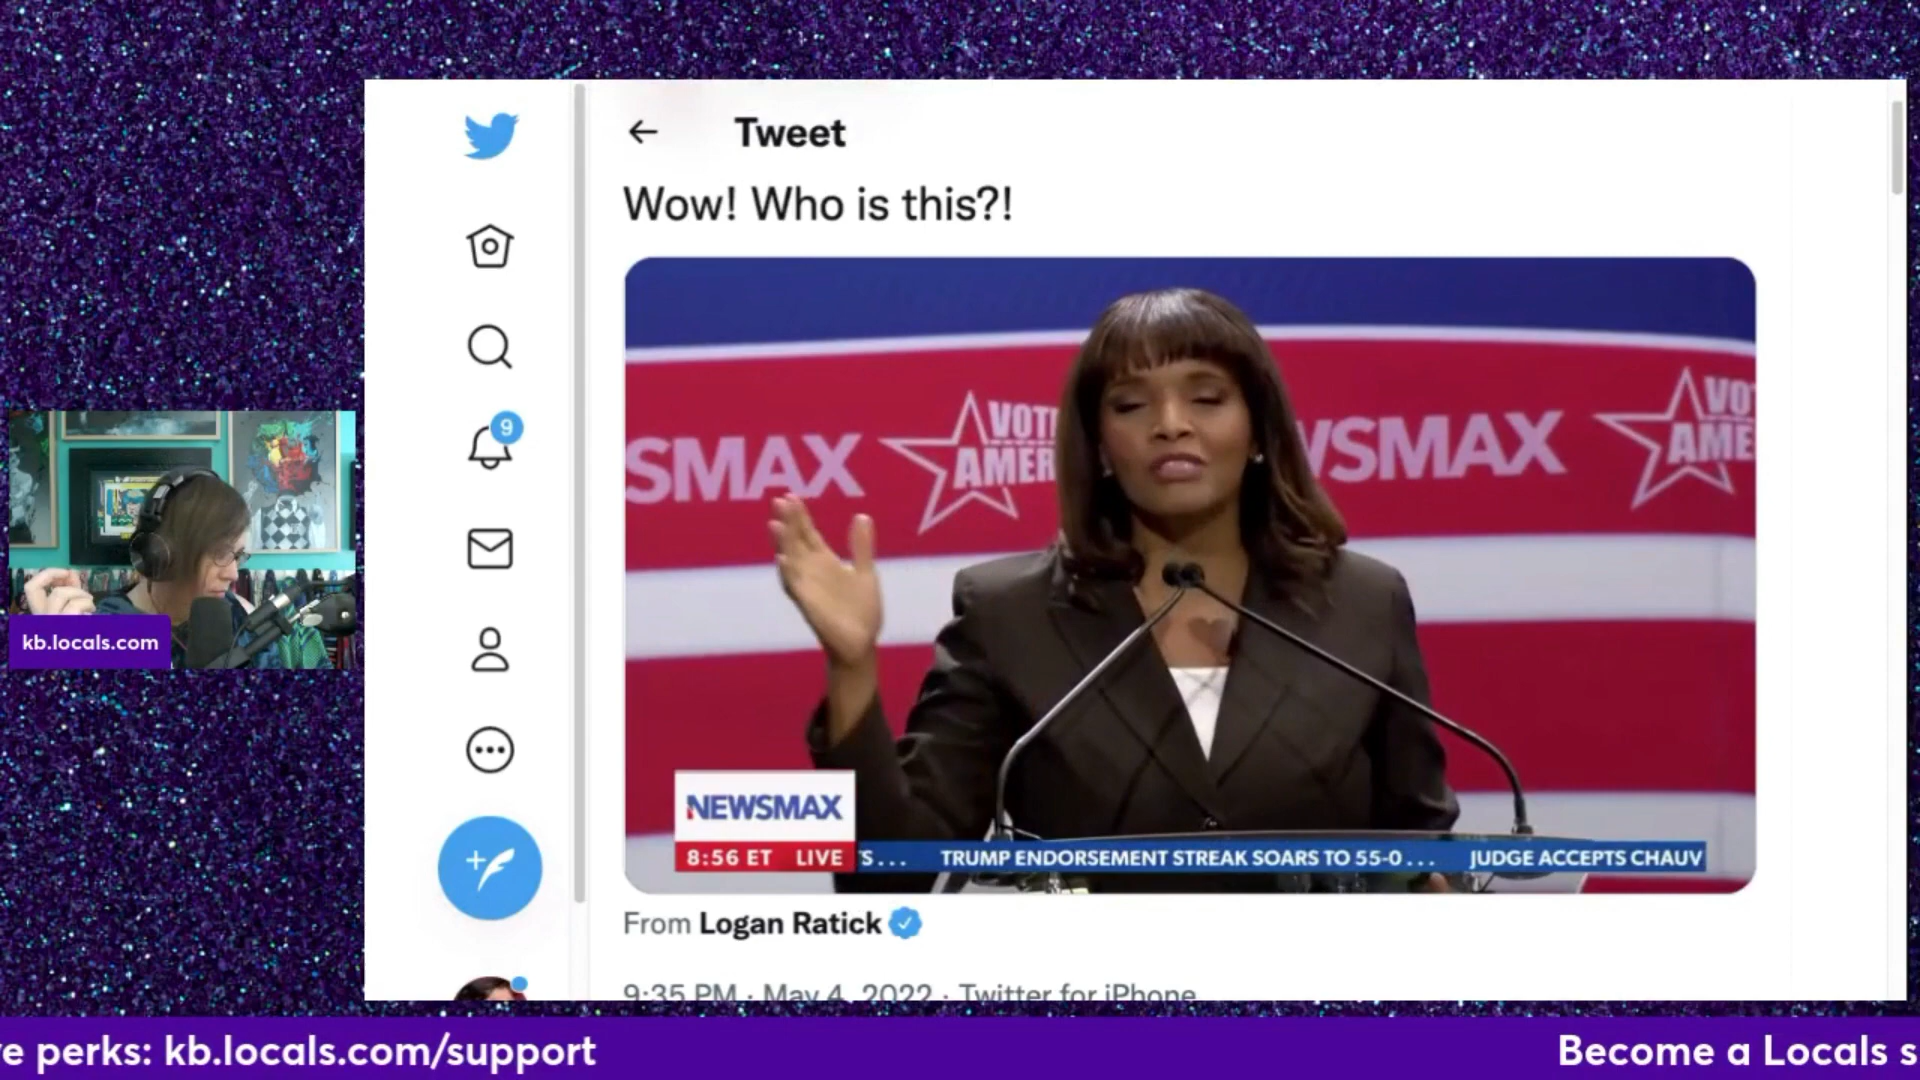 Tweet
Wow! Who is this?!
SMAX
VOT
AMER
WSMAX
VO
AME
9
kb.locals.com
NEWSMAX
8:56 ET LIVE
'S... TRUMP ENDORSEMENT STREAK SOARS TO 55-0... JUDGE ACCEPTS CHAUV
From Logan Ratick
9:35 PM · May 4, 2022 · Twitter for iPhone
ve perks: kb.locals.com/support
Become a Locals s